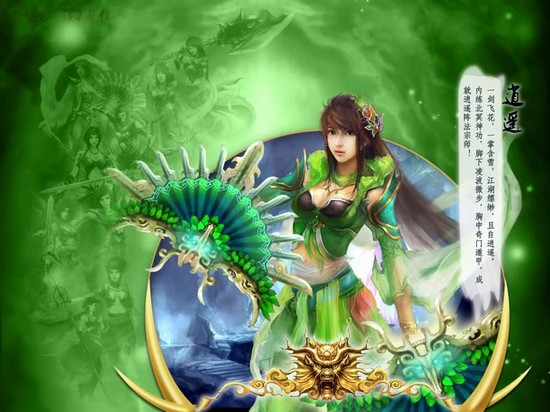 逍遥
一剑飞花，一掌含雪。江湖缥缈，且自逍遥。
内练北冥神功，脚下凌波微步，胸中奇门遁甲，成
就逍遥阵法宗师！